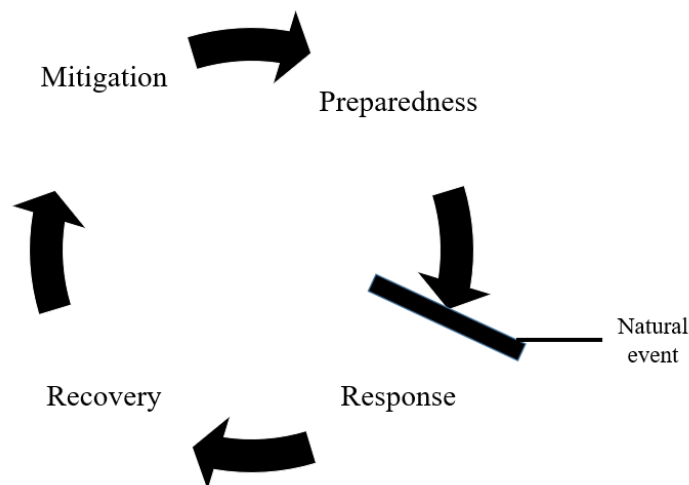 Mitigation
Preparedness
Natural
event
Recovery
Response